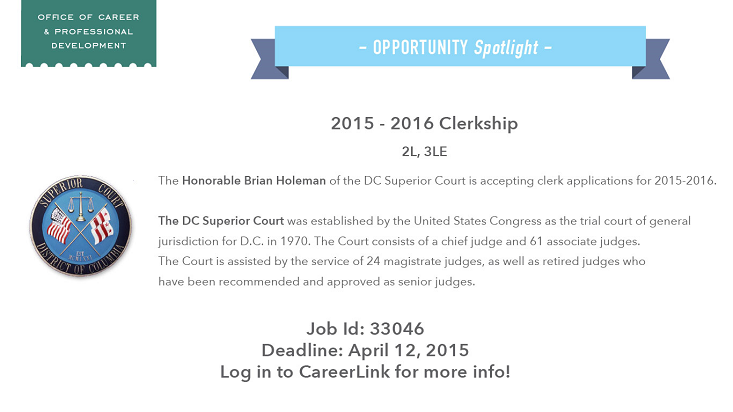 OFFICE OF CAREER
& PROFESSIONAL
DEVELOPMENT
– OPPORTUNITY Spotlight –
2015 - 2016 Clerkship
2L, 3LE
The Honorable Brian Holeman of the DC Superior Court is accepting clerk applications for 2015-2016.
SUPERIOR COURT
DISTRICT OF COLUMBIA
The DC Superior Court was established by the United States Congress as the trial court of general
jurisdiction for D.C. in 1970. The Court consists of a chief judge and 61 associate judges.
The Court is assisted by the service of 24 magistrate judges, as well as retired judges who
have been recommended and approved as senior judges.
Job Id: 33046
Deadline: April 12, 2015
Log in to CareerLink for more info!